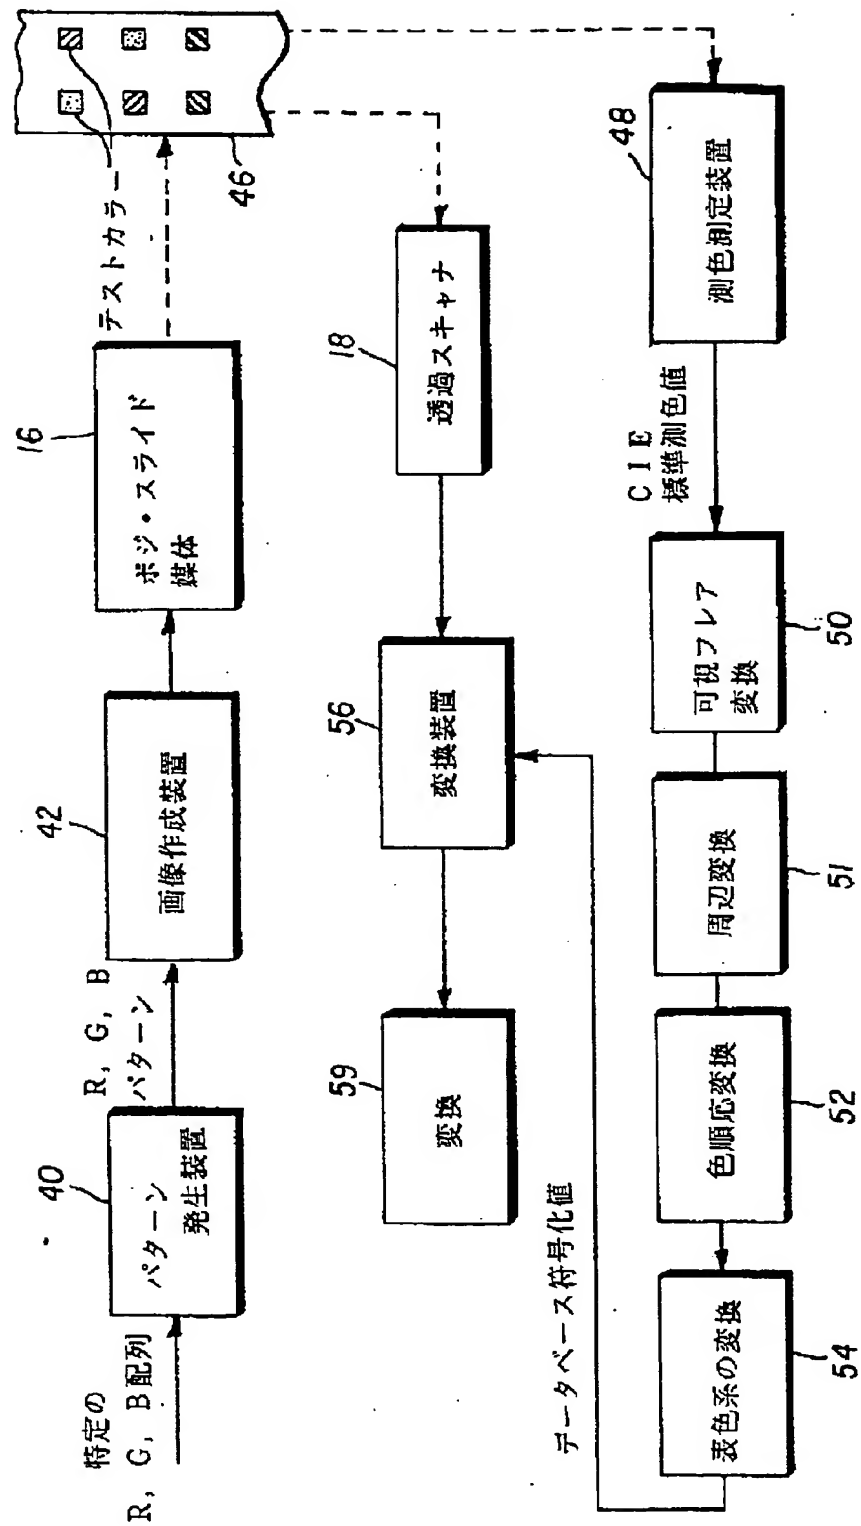 特定の
R, G, B配列
40
パターン
発生装置
R, G, B
パターン
42
画像作成装置
16
ポジ・スライド
媒体
テストカラー
46
59
変換
56
変換装置
18
透過スキャナ
データベース符号化値
表色系の変換
54
色順応変換
52
周辺変換
51
可視フレア
変換
50
CIE
標準測色値
測色測定装置
48